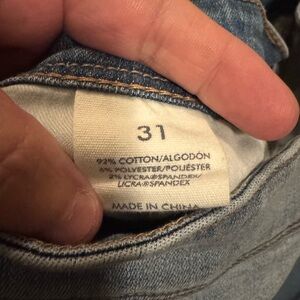 31
92% COTTON/ALGODÓN
6% POLYESTER/POLIÉSTER
2% LYCRA®SPANDEX/
LICRA®SPANDEX
MADE IN CHINA